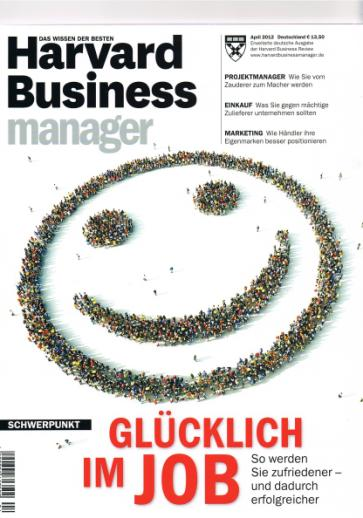 DAS WISSEN DER BESTEN
Harvard
Business
manager
April 2012 Deutschland € 13,50
Erweiterte deutsche Ausgabe
der Harvard Business Review
www.harvardbusinessmanager.de
PROJEKTMANAGER Wie Sie vom
Zauderer zum Macher werden
EINKAUF Was Sie gegen mächtige
Zulieferer unternehmen sollten
MARKETING Wie Händler ihre
Eigenmarken besser positionieren
SCHWERPUNKT
GLÜCKLICH
IM JOB
So werden
Sie zufriedener –
und dadurch
erfolgreicher